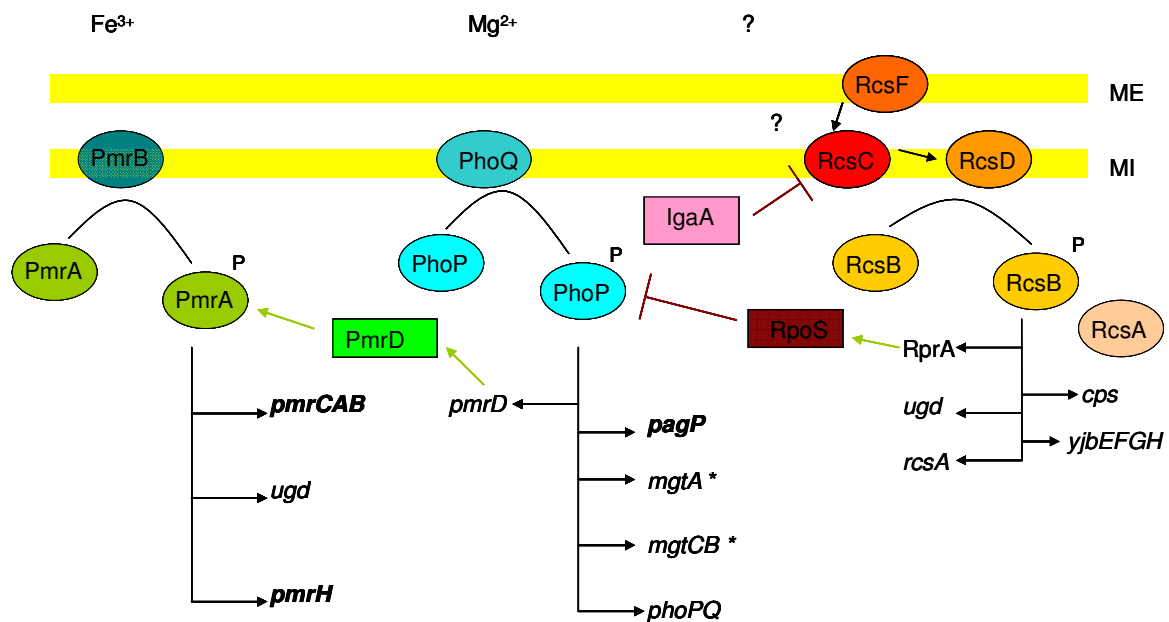 Fe³⁺ Mg²⁺ ?
RcsF
ME
?
PmrB PhoQ RcsC RcsD MI
IgaA
PmrA PhoP RcsB
P P P
PmrA PhoP RcsB
PmrD RpoS RprA RcsA
pmrCAB pmrD pagP ugd cps
yjbEFGH
rcsA
ugd mgtA *
mgtCB *
pmrH phoPQ